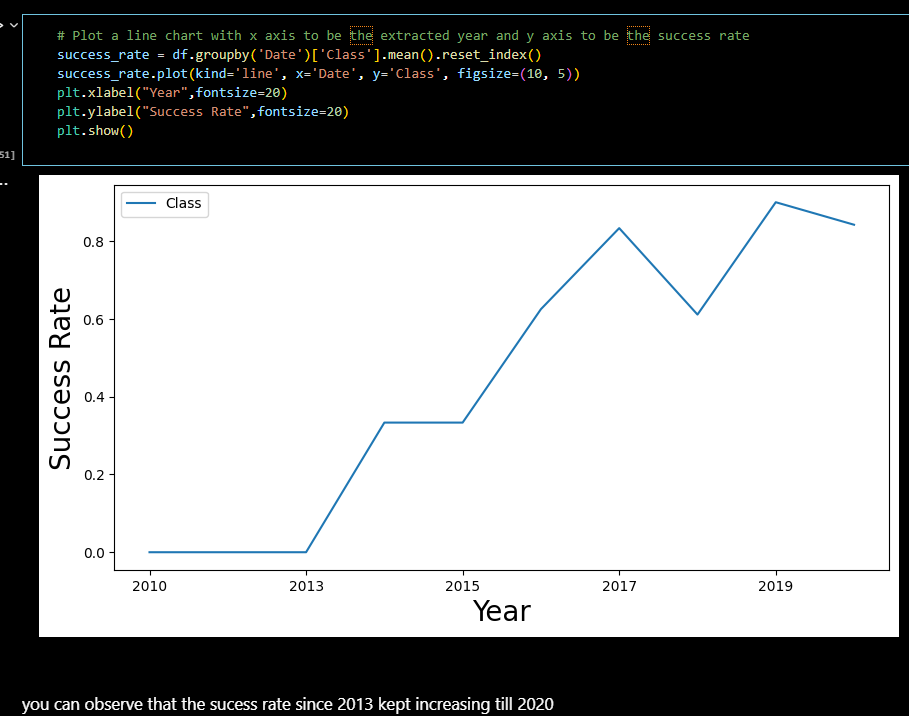 # Plot a line chart with x axis to be the extracted year and y axis to be the success rate
success_rate = df.groupby('Date')['Class'].mean().reset_index()
success_rate.plot(kind='line', x='Date', y='Class', figsize=(10, 5))
plt.xlabel("Year",fontsize=20)
plt.ylabel("Success Rate",fontsize=20)
plt.show()
51]
Class
0.8
0.6
0.4
0.2
0.0
Success Rate
2010 2013 2015 2017 2019
Year
you can observe that the sucess rate since 2013 kept increasing till 2020